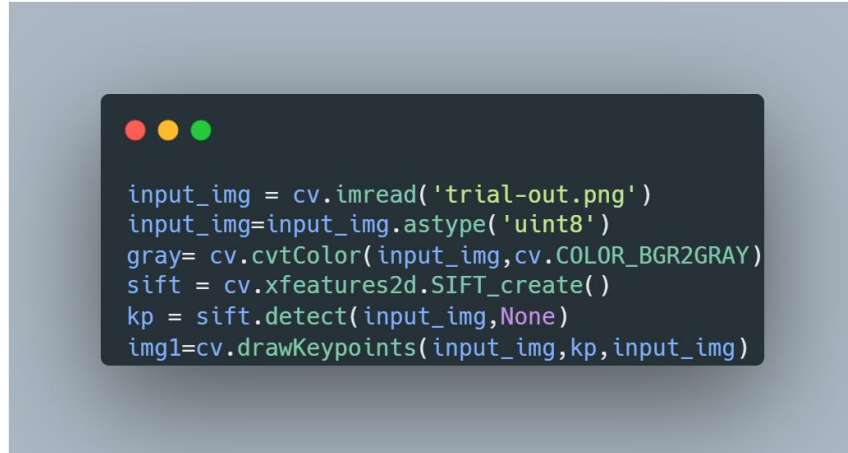 input_img = cv.imread('trial-out.png')
input_img=input_img.astype('uint8')
gray= cv.cvtColor(input_img,cv.COLOR_BGR2GRAY)
sift = cv.xfeatures2d.SIFT_create()
kp = sift.detect(input_img,None)
img1=cv.drawKeypoints(input_img,kp,input_img)